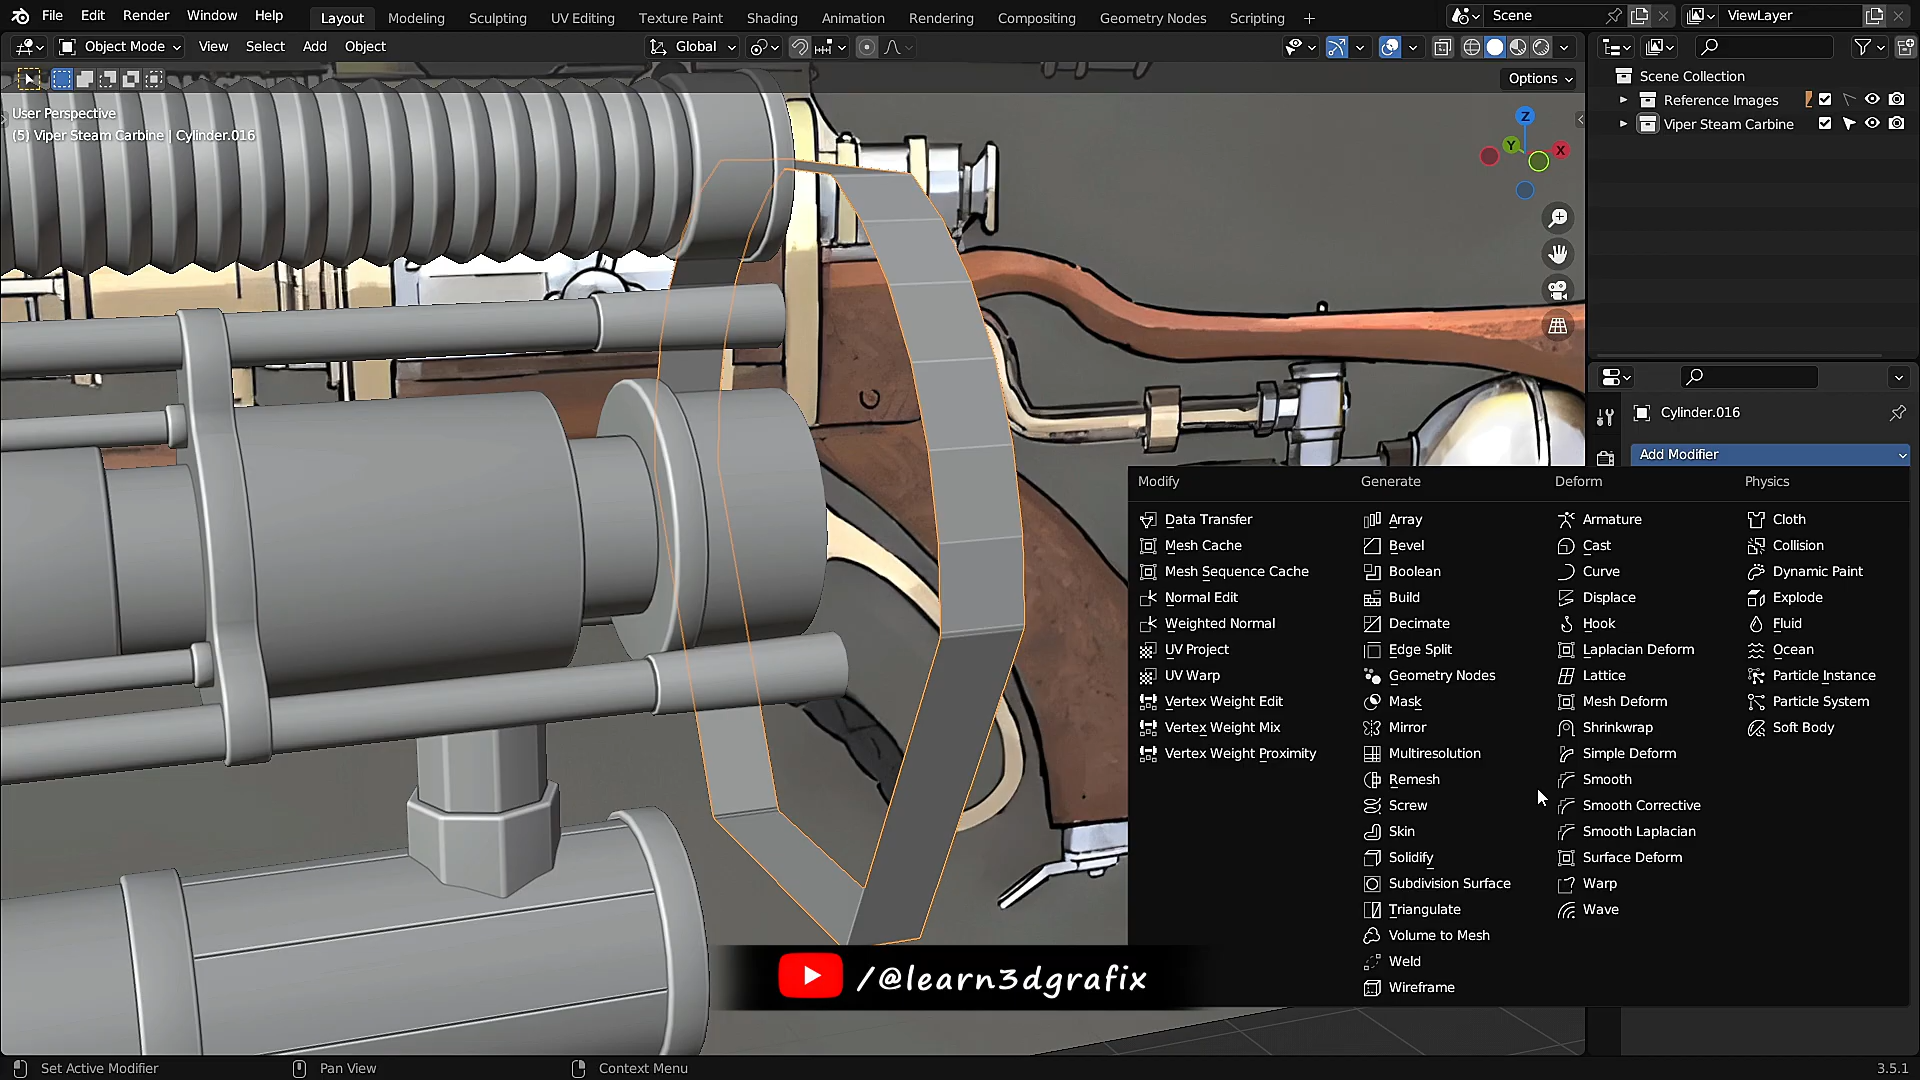 File Edit Render Window Help Layout Modeling Sculpting UV Editing Texture Paint Shading Animation Rendering Compositing Geometry Nodes Scripting + Scene ViewLayer
Object Mode View Select Add Object Global
Options
User Perspective
(5) Viper Steam Carbine | Cylinder.016
Z
Y
X
Scene Collection
Reference Images
Viper Steam Carbine
Cylinder.016
Add Modifier
Modify
Data Transfer
Mesh Cache
Mesh Sequence Cache
Normal Edit
Weighted Normal
UV Project
UV Warp
Vertex Weight Edit
Vertex Weight Mix
Vertex Weight Proximity
Generate
Array
Bevel
Boolean
Build
Decimate
Edge Split
Geometry Nodes
Mask
Mirror
Multiresolution
Remesh
Screw
Skin
Solidify
Subdivision Surface
Triangulate
Volume to Mesh
Weld
Wireframe
Deform
Armature
Cast
Curve
Displace
Hook
Laplacian Deform
Lattice
Mesh Deform
Shrinkwrap
Simple Deform
Smooth
Smooth Corrective
Smooth Laplacian
Surface Deform
Warp
Wave
Physics
Cloth
Collision
Dynamic Paint
Explode
Fluid
Ocean
Particle Instance
Particle System
Soft Body
/@learn3dgrafix
Set Active Modifier Pan View Context Menu 3.5.1